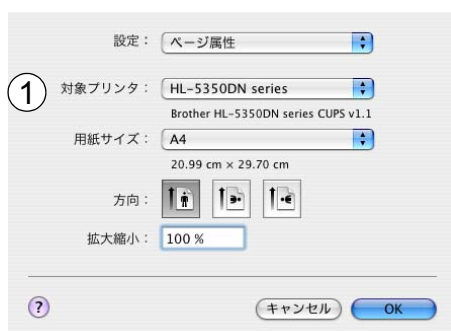 設定： ページ属性
① 対象プリンタ： HL-5350DN series
Brother HL-5350DN series CUPS v1.1
用紙サイズ： A4
20.99 cm × 29.70 cm
方向：
拡大縮小： 100 %
? キャンセル OK